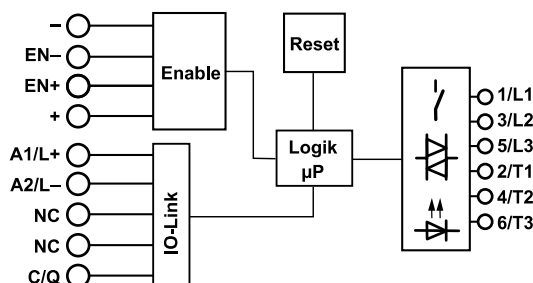 –
EN–
EN+
+
Enable
Reset
A1/L+
A2/L–
NC
NC
C/Q
IO-Link
Logik
µP
1/L1
3/L2
5/L3
2/T1
4/T2
6/T3